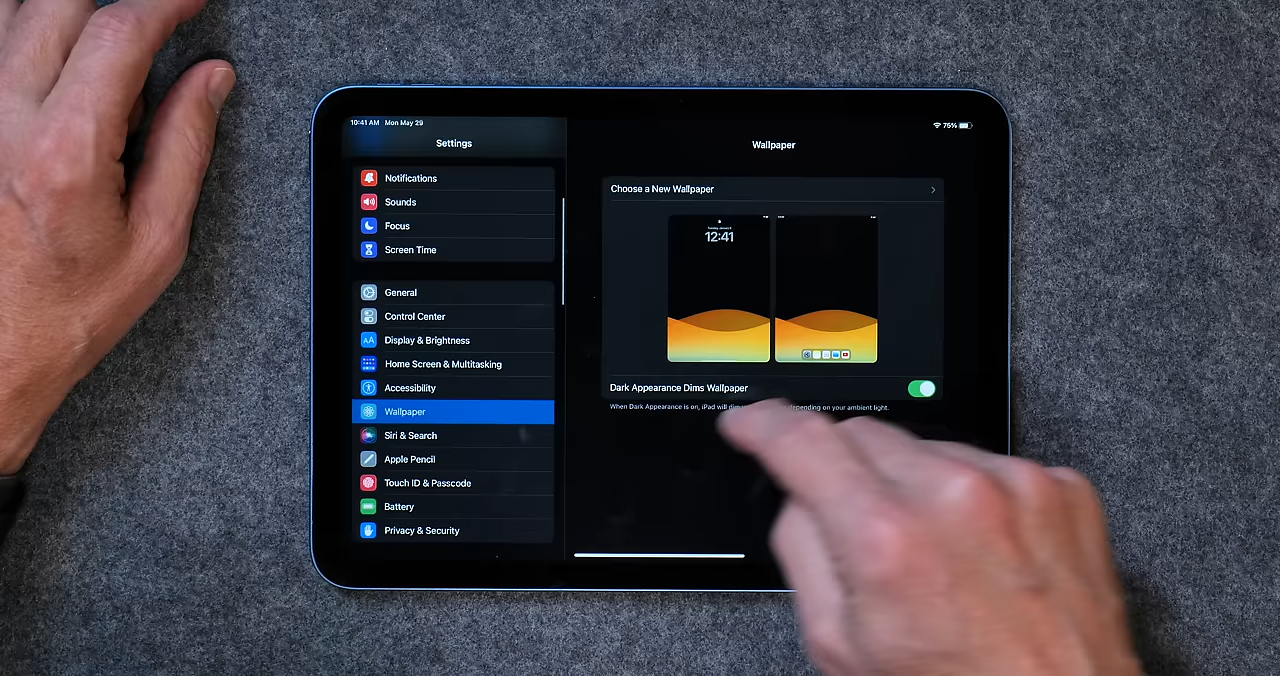 10:41 AM Mon May 29
75%
Settings
Wallpaper
Notifications
Sounds
Focus
Screen Time
General
Control Center
AA
Display & Brightness
Home Screen & Multitasking
Accessibility
Wallpaper
Siri & Search
Apple Pencil
Touch ID & Passcode
Battery
Privacy & Security
Choose a New Wallpaper
12:41
Dark Appearance Dims Wallpaper
When Dark Appearance is on, iPad will depending on your ambient light.